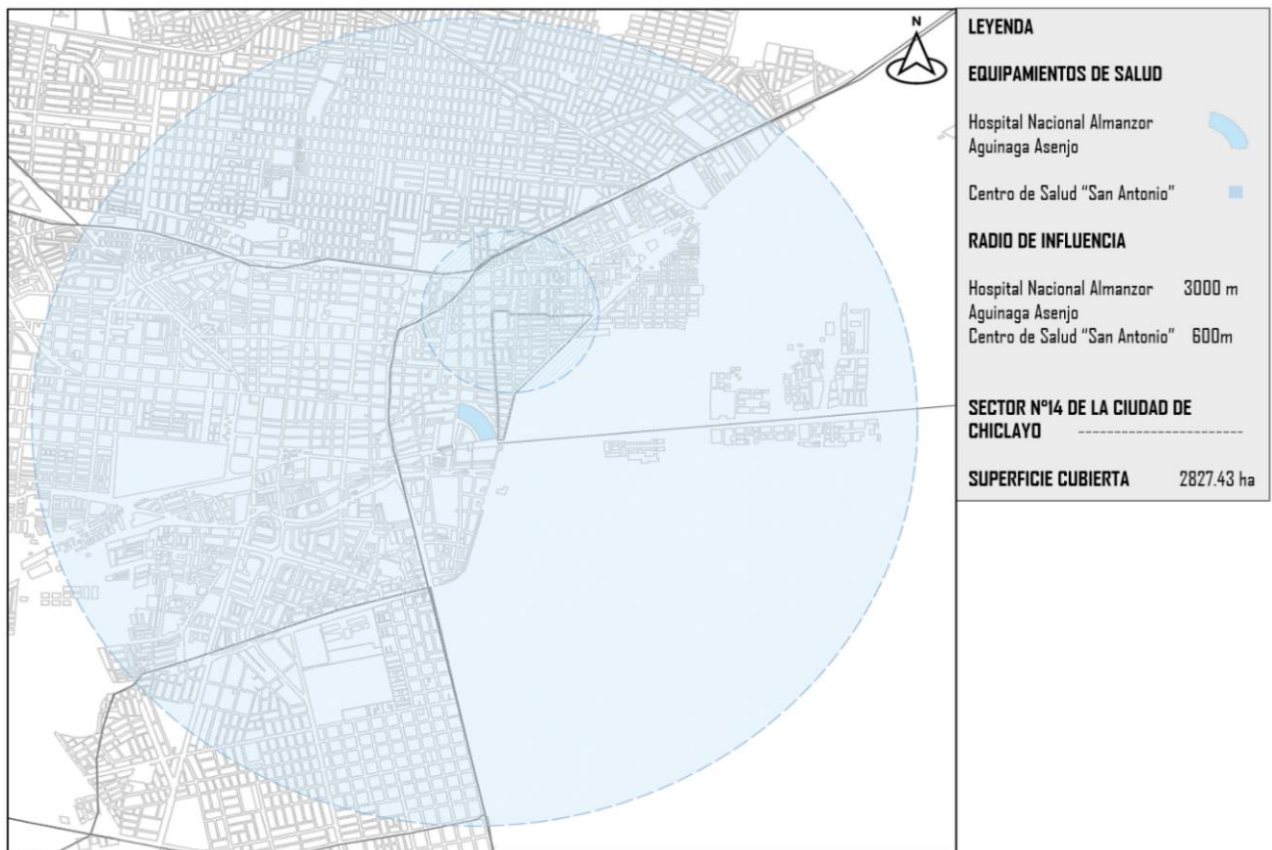 N
LEYENDA
EQUIPAMIENTOS DE SALUD
Hospital Nacional Almanzor
Aguinaga Asenjo
Centro de Salud "San Antonio"
RADIO DE INFLUENCIA
Hospital Nacional Almanzor 3000 m
Aguinaga Asenjo
Centro de Salud "San Antonio" 600m
SECTOR N°14 DE LA CIUDAD DE
CHICLAYO ------------------------
SUPERFICIE CUBIERTA 2827.43 ha